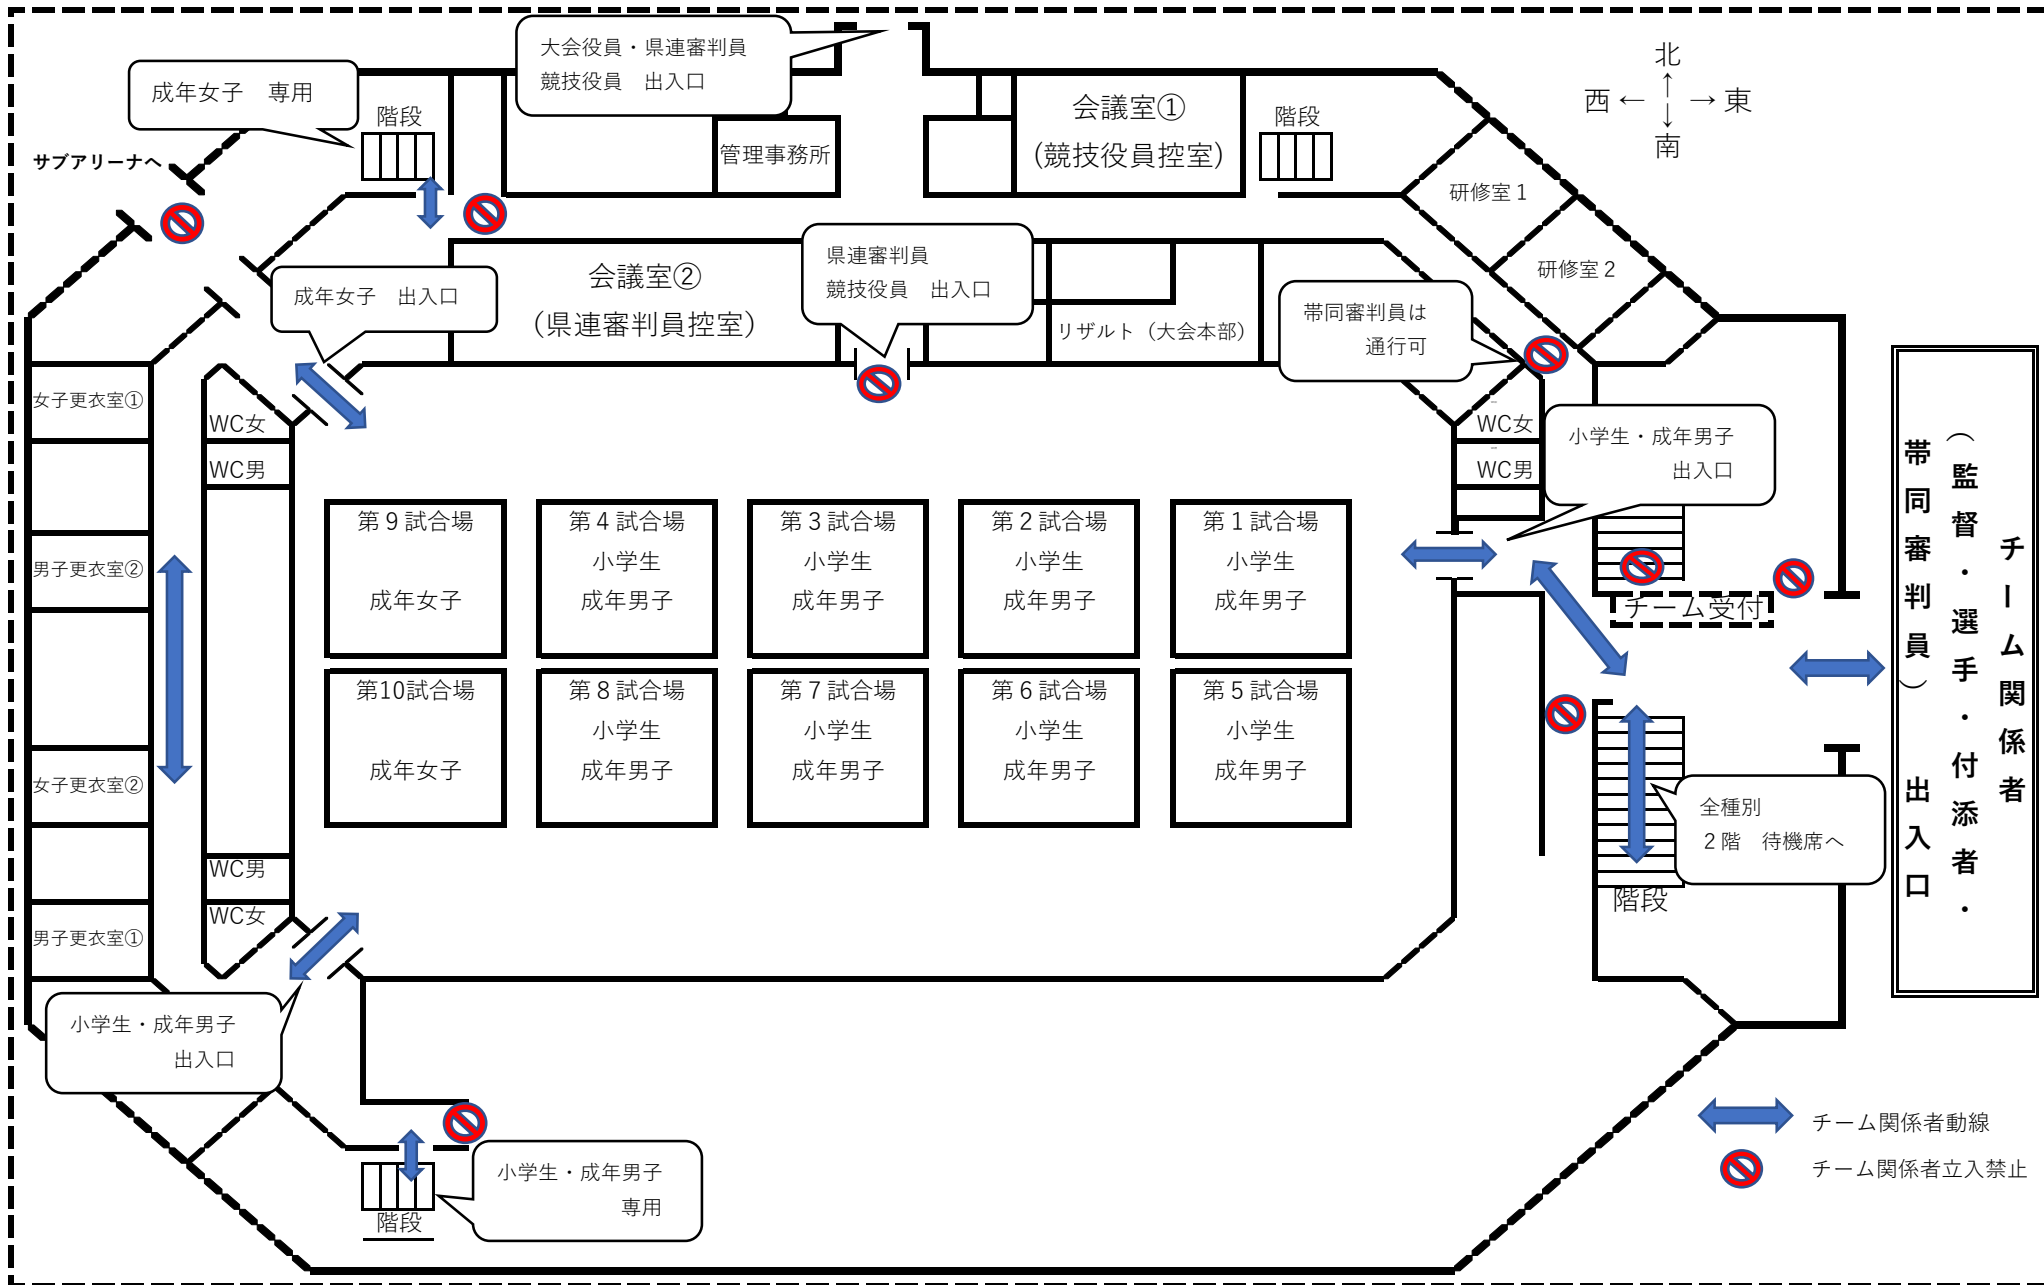 大会役員・県連審判員
競技役員　出入口
成年女子　専用
階段
サブアリーナへ
管理事務所
会議室①
（競技役員控室）
階段
北
西 ← ↑ ↓ → 東
南
研修室１
研修室２
会議室②
（県連審判員控室）
県連審判員
競技役員　出入口
リザルト（大会本部）
帯同審判員は
通行可
成年女子　出入口
女子更衣室①
男子更衣室②
女子更衣室②
男子更衣室①
WC女
WC男
WC男
WC女
WC女
WC男
小学生・成年男子
出入口
第９試合場
成年女子
第４試合場
小学生
成年男子
第３試合場
小学生
成年男子
第２試合場
小学生
成年男子
第１試合場
小学生
成年男子
第10試合場
成年女子
第８試合場
小学生
成年男子
第７試合場
小学生
成年男子
第６試合場
小学生
成年男子
第５試合場
小学生
成年男子
チーム受付
チーム関係者
（監督・選手・付添者・
帯同審判員）　出入口
全種別
２階　待機席へ
階段
小学生・成年男子
出入口
小学生・成年男子
専用
階段
チーム関係者動線
チーム関係者立入禁止